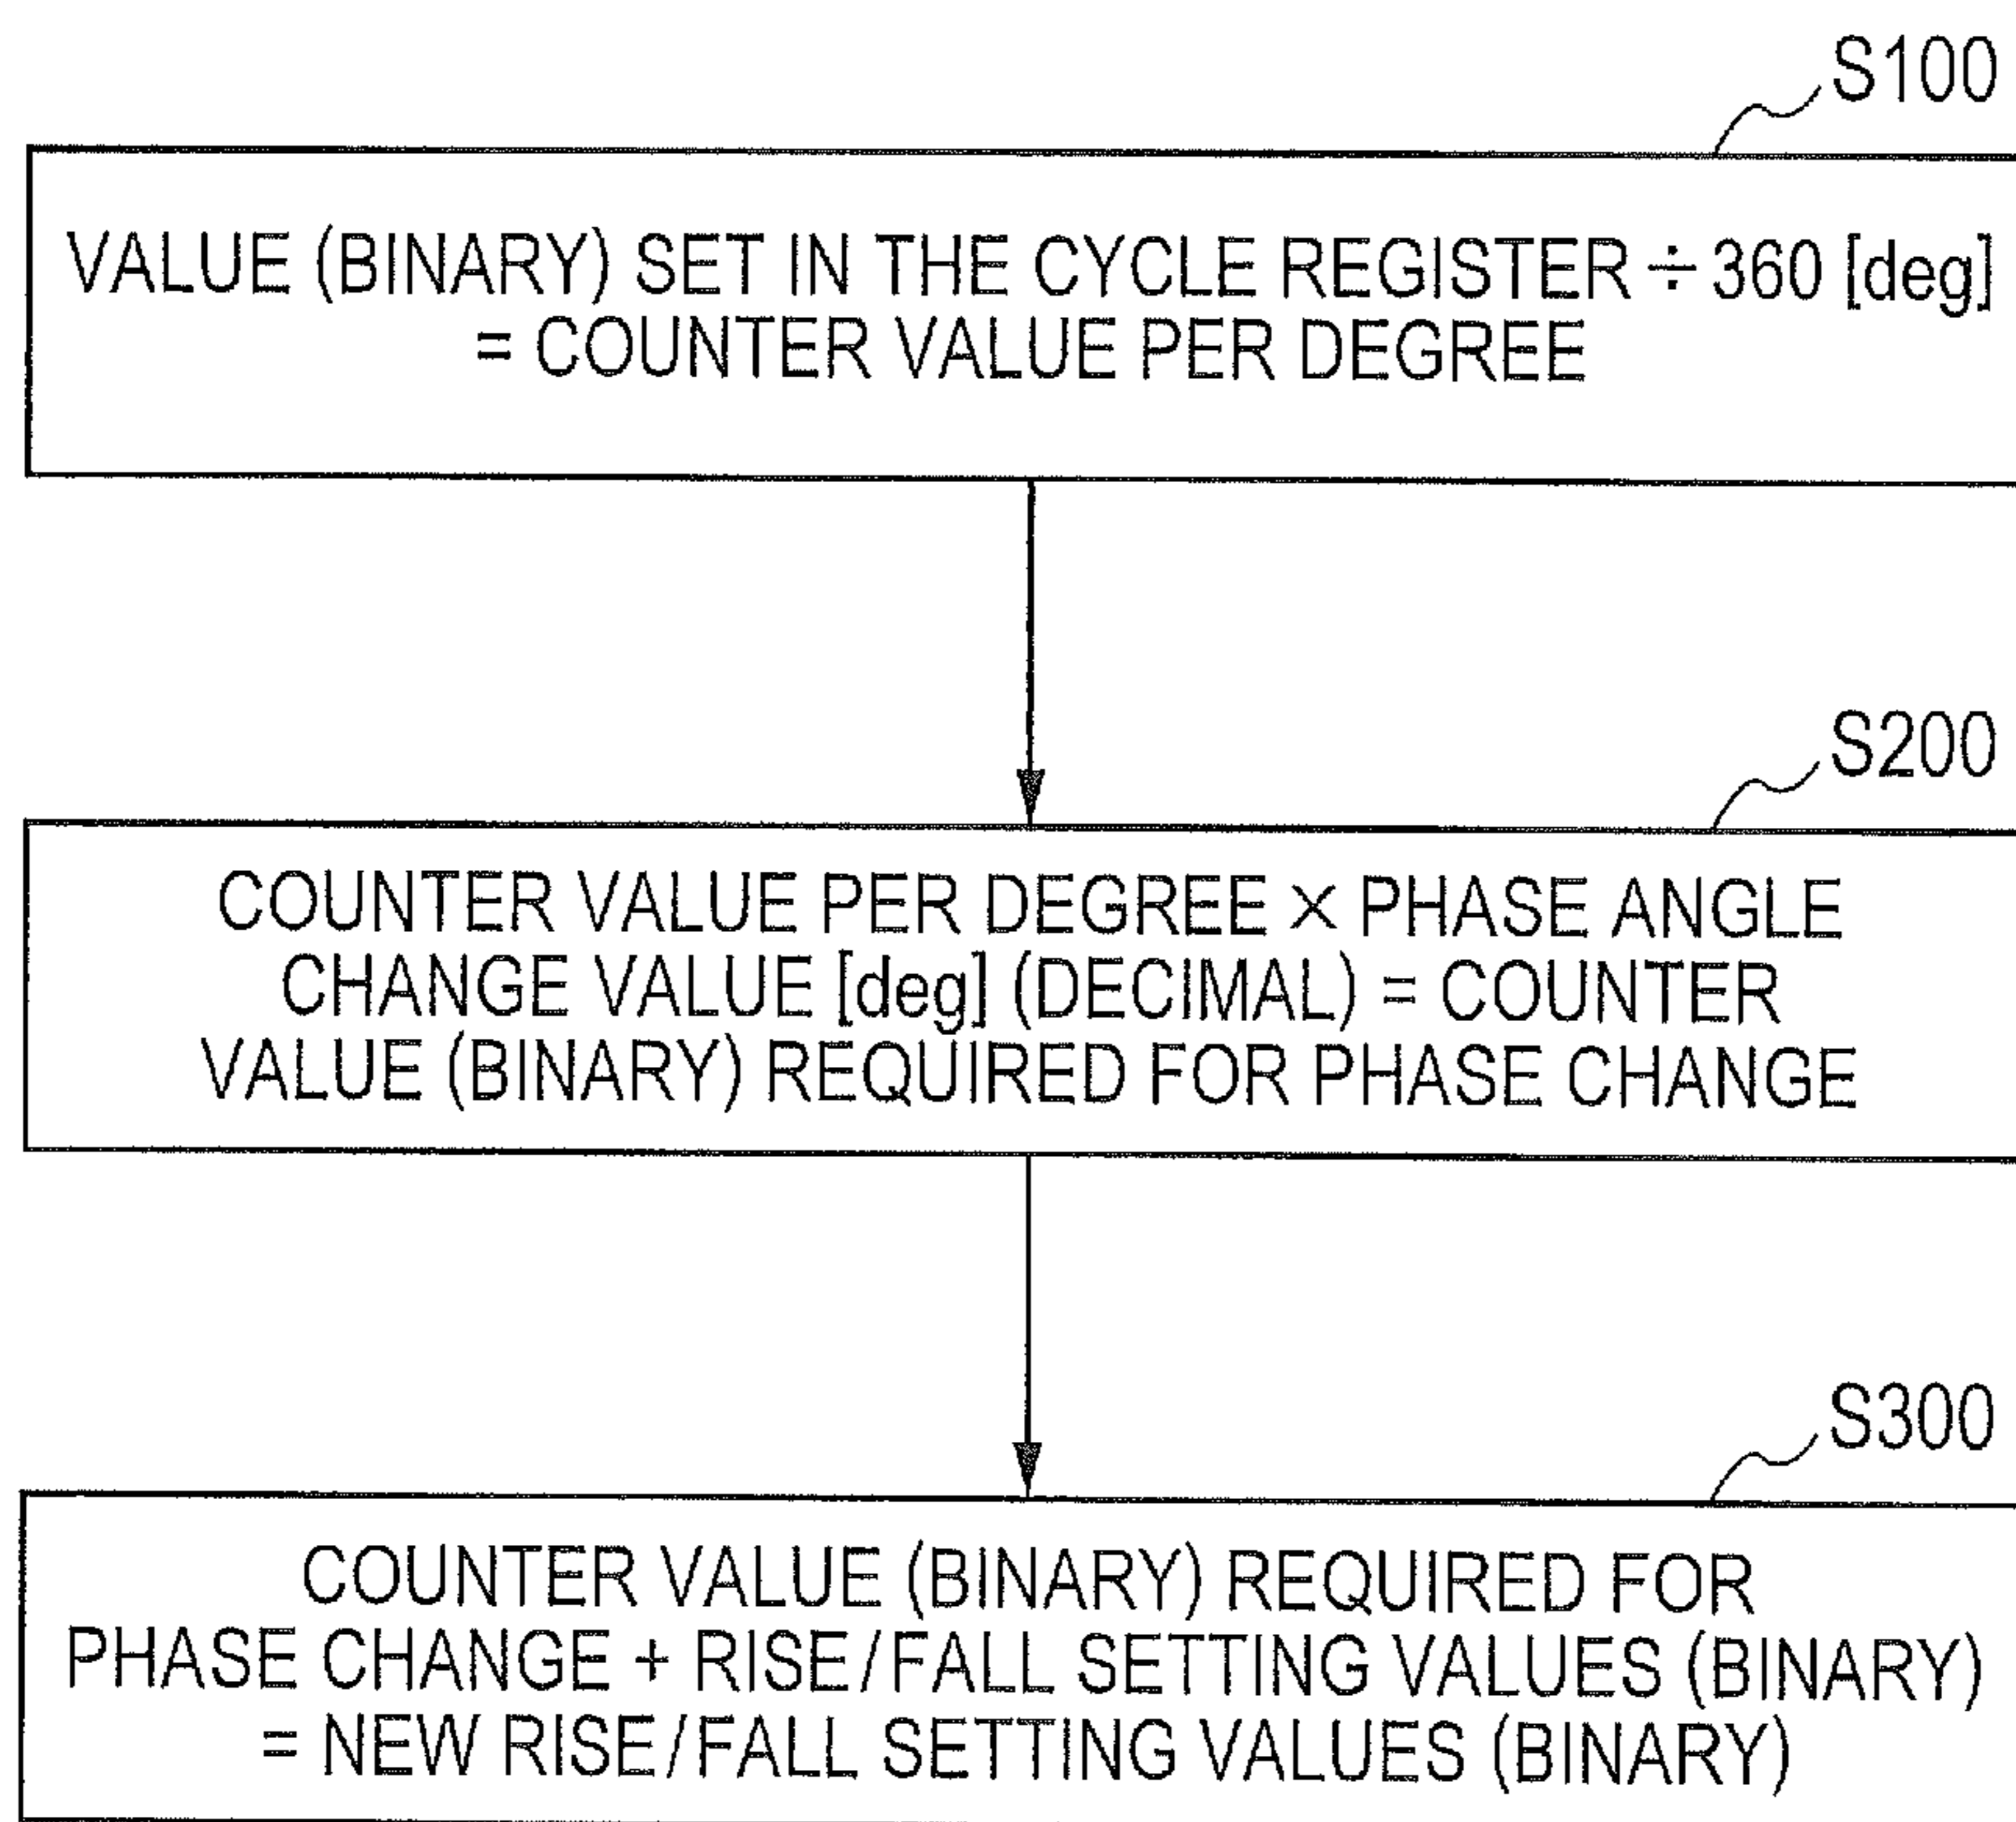 S100
VALUE (BINARY) SET IN THE CYCLE REGISTER ÷ 360 [deg]
= COUNTER VALUE PER DEGREE
S200
COUNTER VALUE PER DEGREE × PHASE ANGLE
CHANGE VALUE [deg] (DECIMAL) = COUNTER
VALUE (BINARY) REQUIRED FOR PHASE CHANGE
S300
COUNTER VALUE (BINARY) REQUIRED FOR
PHASE CHANGE + RISE/FALL SETTING VALUES (BINARY)
= NEW RISE/FALL SETTING VALUES (BINARY)